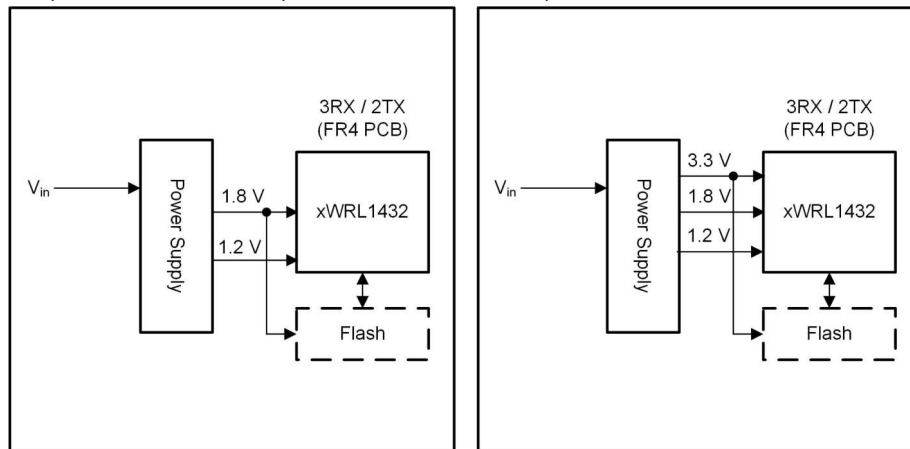 3RX / 2TX
(FR4 PCB)
Vin
Power Supply
1.8 V
1.2 V
xWRL1432
Flash
3RX / 2TX
(FR4 PCB)
Vin
Power Supply
3.3 V
1.8 V
1.2 V
xWRL1432
Flash